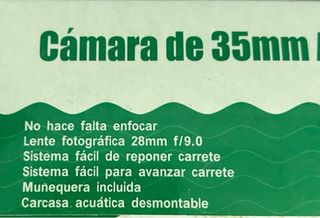 Cámara de 35mm
No hace falta enfocar
Lente fotográfica 28mm f/9.0
Sistema fácil de reponer carrete
Sistema fácil para avanzar carrete
Muñequera incluida
Carcasa acuática desmontable